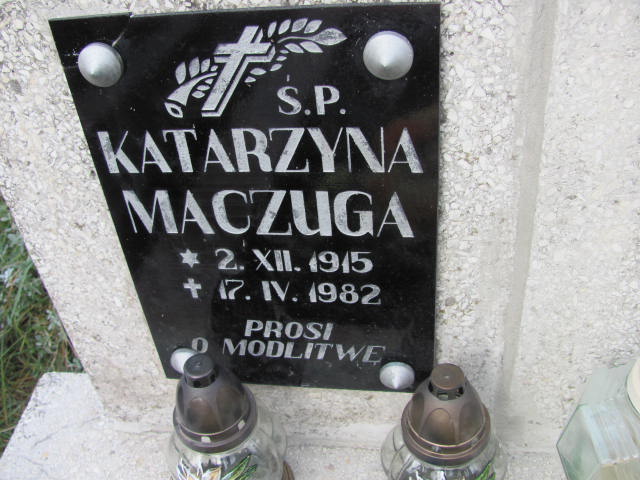 Ś.P.
KATARZYNA
MACZUGA
* 2. XII. 1915
✝ 17. IV. 1982
PROSI
O MODLITWĘ